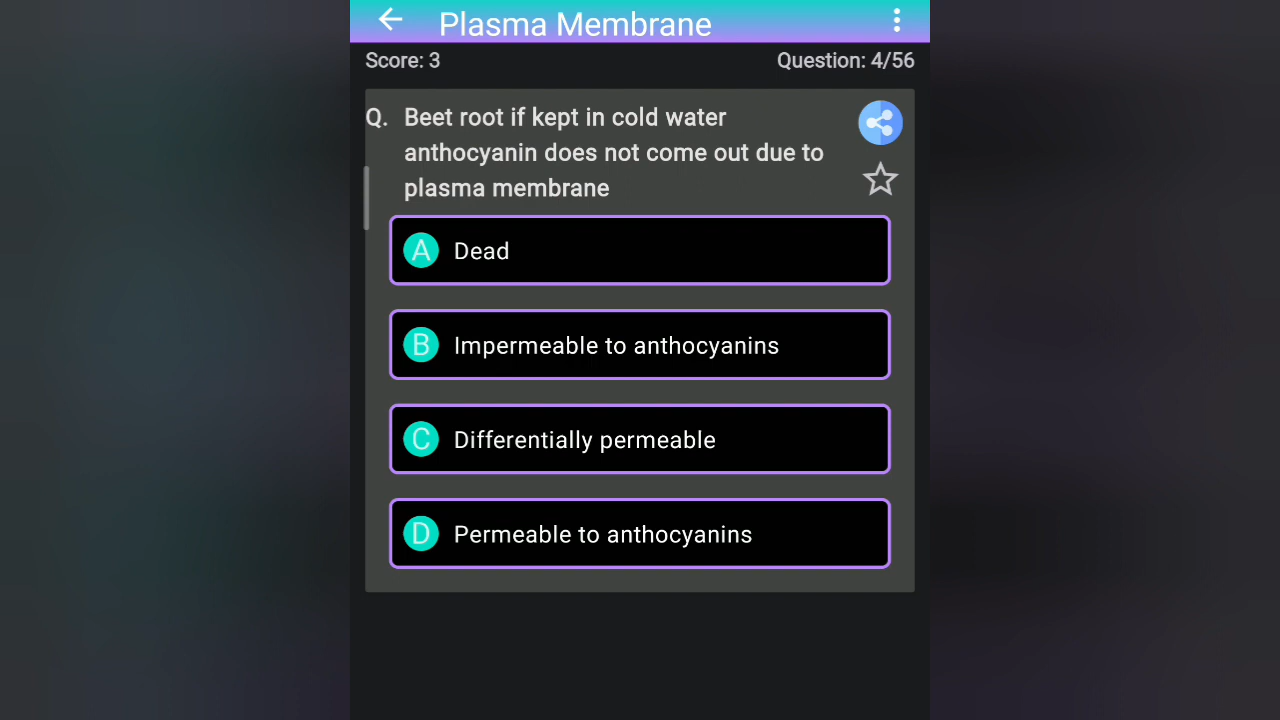 Plasma Membrane
Score: 3
Question: 4/56
Q. Beet root if kept in cold water
anthocyanin does not come out due to
plasma membrane
A Dead
B Impermeable to anthocyanins
C Differentially permeable
D Permeable to anthocyanins